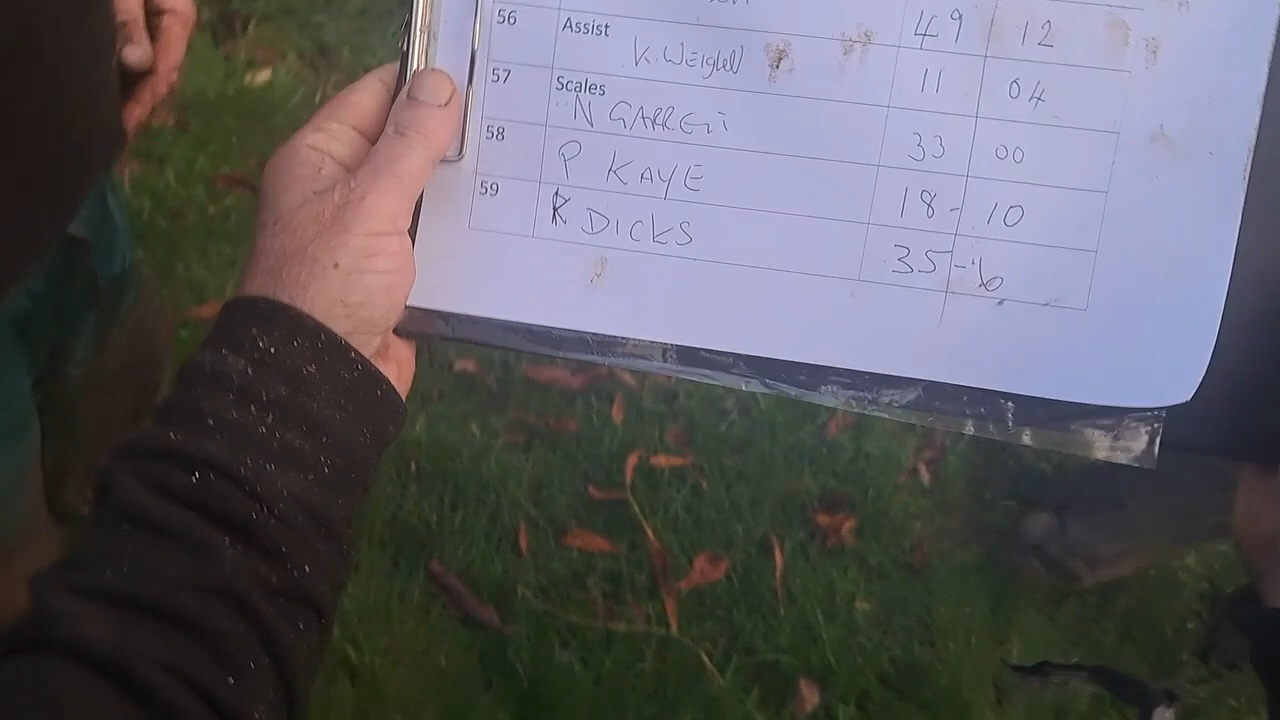 56 Assist 49 12
K. Weighell 11 04
57 Scales
N GARRETT 33 00
58 P KAYE 18- 10
59 R DICKS 35-6